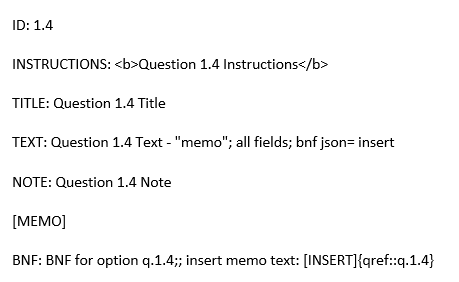 ID: 1.4
INSTRUCTIONS: <b>Question 1.4 Instructions</b>
TITLE: Question 1.4 Title
TEXT: Question 1.4 Text - "memo"; all fields; bnf json= insert
NOTE: Question 1.4 Note
[MEMO]
BNF: BNF for option q.1.4;; insert memo text: [INSERT]{qref::q.1.4}